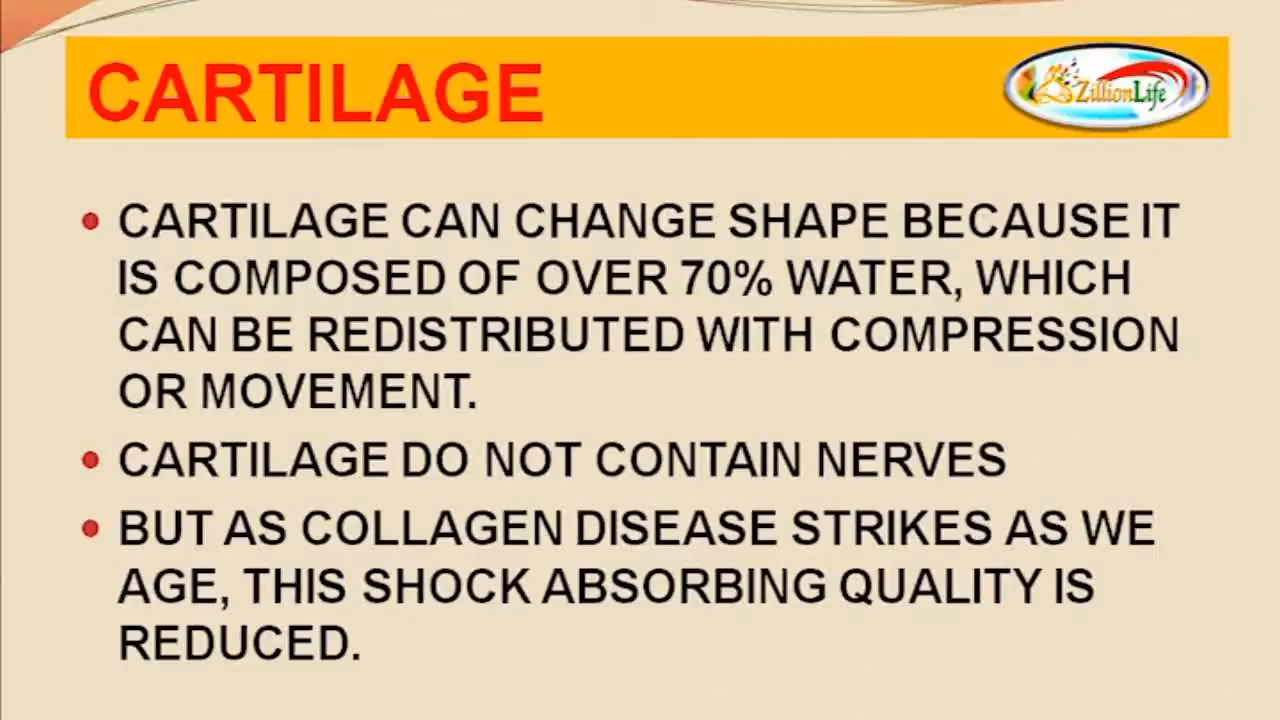 CARTILAGE
ZillionLife
• CARTILAGE CAN CHANGE SHAPE BECAUSE IT
IS COMPOSED OF OVER 70% WATER, WHICH
CAN BE REDISTRIBUTED WITH COMPRESSION
OR MOVEMENT.
• CARTILAGE DO NOT CONTAIN NERVES
• BUT AS COLLAGEN DISEASE STRIKES AS WE
AGE, THIS SHOCK ABSORBING QUALITY IS
REDUCED.